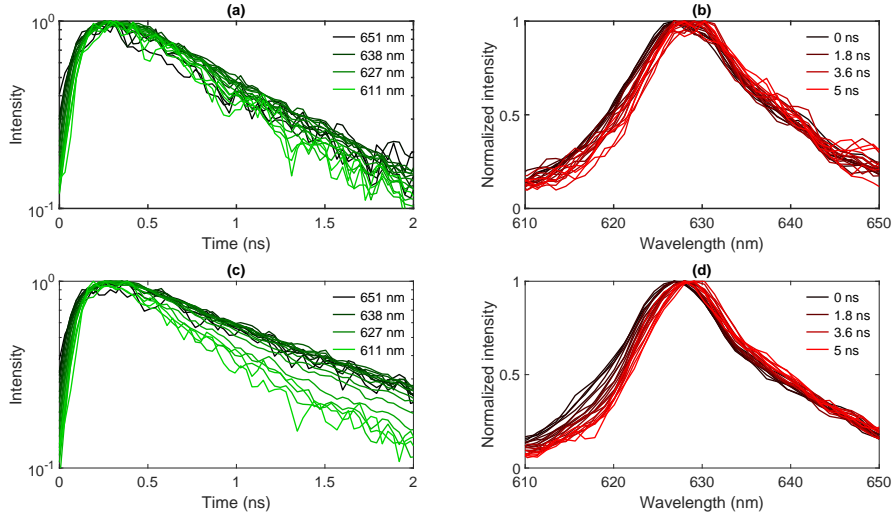 (a)
10^0
10^-1
Intensity
0
0.5
1
1.5
2
Time (ns)
651 nm
638 nm
627 nm
611 nm
(b)
1
0.5
0
Normalized intensity
610
620
630
640
650
Wavelength (nm)
0 ns
1.8 ns
3.6 ns
5 ns
(c)
10^0
10^-1
Intensity
0
0.5
1
1.5
2
Time (ns)
651 nm
638 nm
627 nm
611 nm
(d)
1
0.5
0
Normalized intensity
610
620
630
640
650
Wavelength (nm)
0 ns
1.8 ns
3.6 ns
5 ns